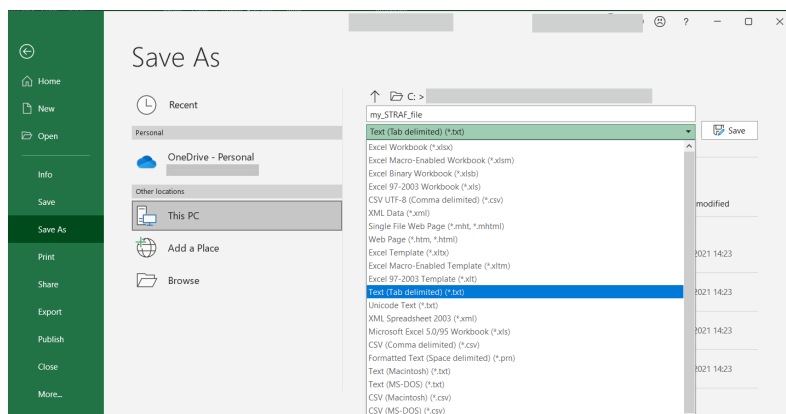 ?
Save As
Home
New
Open
Info
Save
Save As
Print
Share
Export
Publish
Close
More...
Recent
Personal
OneDrive - Personal
Other locations
This PC
Add a Place
Browse
C: >
my_STRAF_file
Text (Tab delimited) (*.txt)
Save
Excel Workbook (*.xlsx)
Excel Macro-Enabled Workbook (*.xlsm)
Excel Binary Workbook (*.xlsb)
Excel 97-2003 Workbook (*.xls)
CSV UTF-8 (Comma delimited) (*.csv)
XML Data (*.xml)
Single File Web Page (*.mht, *.mhtml)
Web Page (*.htm, *.html)
Excel Template (*.xltx)
Excel Macro-Enabled Template (*.xltm)
Excel 97-2003 Template (*.xlt)
Text (Tab delimited) (*.txt)
Unicode Text (*.txt)
XML Spreadsheet 2003 (*.xml)
Microsoft Excel 5.0/95 Workbook (*.xls)
CSV (Comma delimited) (*.csv)
Formatted Text (Space delimited) (*.prn)
Text (Macintosh) (*.txt)
Text (MS-DOS) (*.txt)
CSV (Macintosh) (*.csv)
CSV (MS-DOS) (*.csv)
modified
2021 14:23
2021 14:23
2021 14:23
2021 14:23